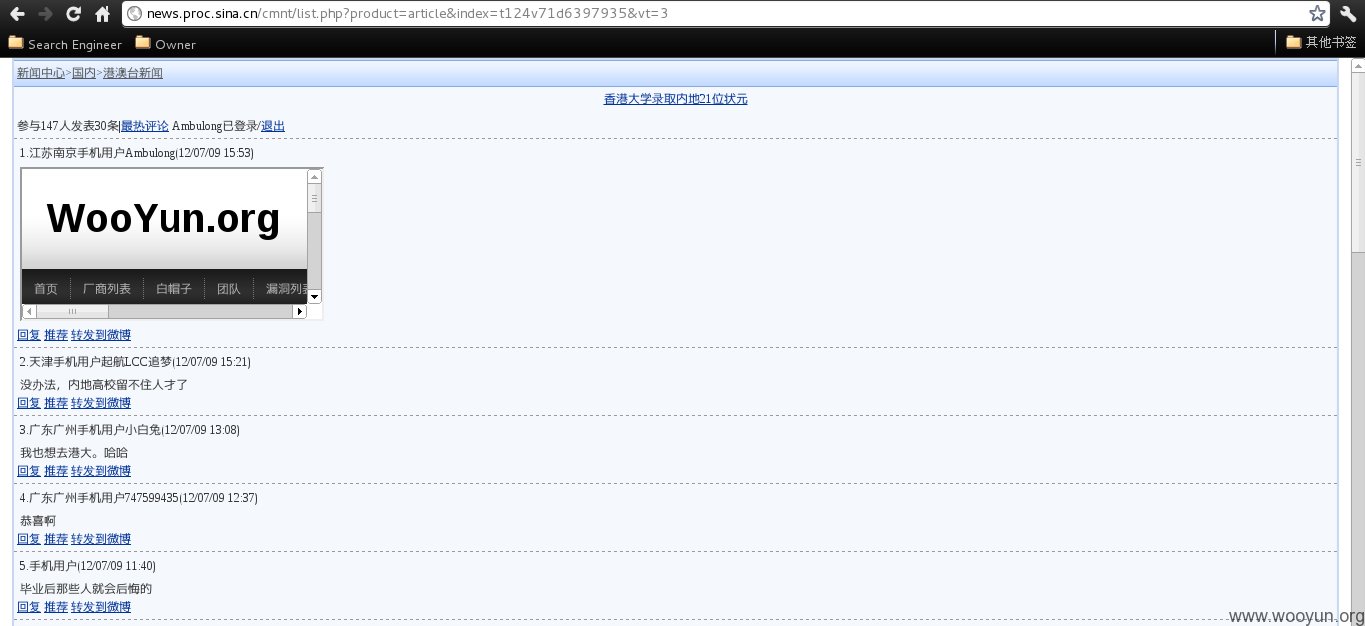 news.proc.sina.cn/cmnt/list.php?product=article&index=t124v71d6397935&vt=3
Search Engineer Owner 其他书签
新闻中心>国内>港澳台新闻
香港大学录取内地21位状元
参与147人发表30条|最热评论 Ambulong已登录/退出
1.江苏南京手机用户Ambulong(12/07/09 15:53)
WooYun.org
首页 厂商列表 白帽子 团队 漏洞列表
回复 推荐 转发到微博
2.天津手机用户起航LCC追梦(12/07/09 15:21)
没办法，内地高校留不住人才了
回复 推荐 转发到微博
3.广东广州手机用户小白兔(12/07/09 13:08)
我也想去港大。哈哈
回复 推荐 转发到微博
4.广东广州手机用户747599435(12/07/09 12:37)
恭喜啊
回复 推荐 转发到微博
5.手机用户(12/07/09 11:40)
毕业后那些人就会后悔的
回复 推荐 转发到微博
www.wooyun.org